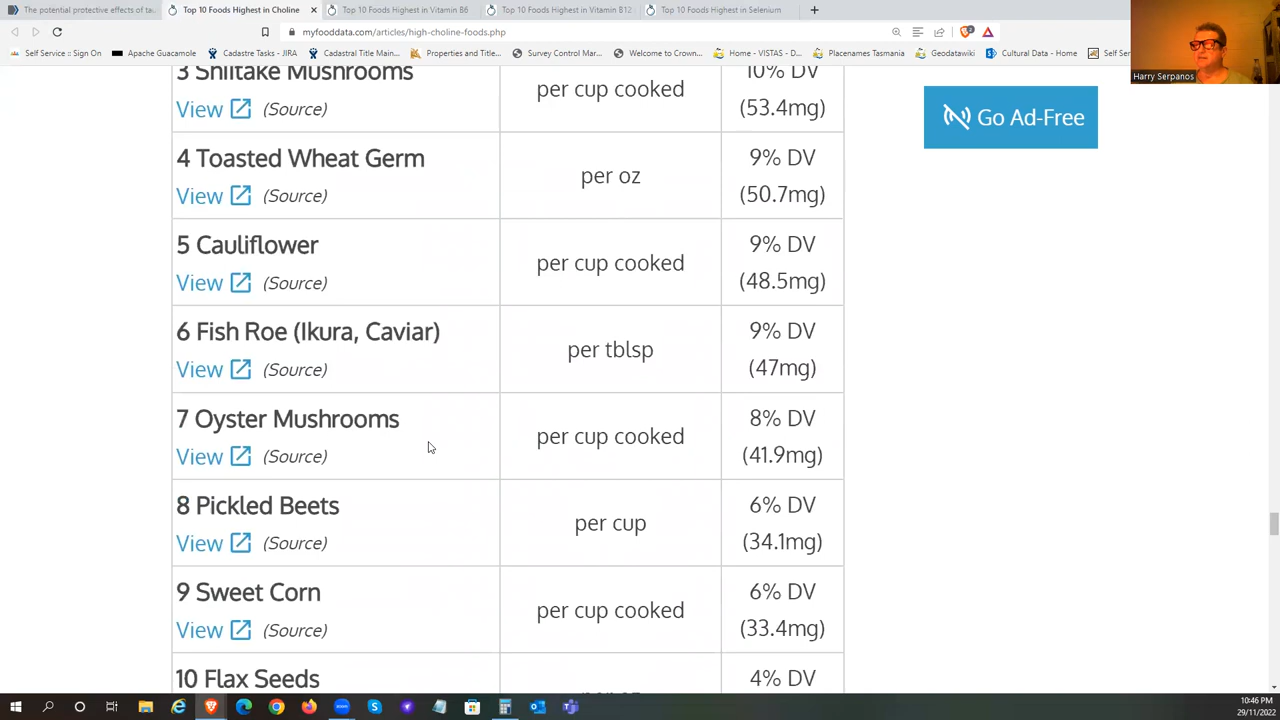 The potential protective effects of tau
Top 10 Foods Highest in Choline
Top 10 Foods Highest in Vitamin B6
Top 10 Foods Highest in Vitamin B12
Top 10 Foods Highest in Selenium
myfooddata.com/articles/high-choline-foods.php
Self Service :: Sign On
Apache Guacamole
Cadastre Tasks - JIRA
Cadastral Title Main...
Properties and Title...
Survey Control Mar...
Welcome to Crown...
Home - VISTAS - D...
Placenames Tasmania
Geodatawiki
Cultural Data - Home
Self Serv
Harry Serpanos
3 Shiitake Mushrooms
View (Source)
per cup cooked
10% DV
(53.4mg)
Go Ad-Free
4 Toasted Wheat Germ
View (Source)
per oz
9% DV
(50.7mg)
5 Cauliflower
View (Source)
per cup cooked
9% DV
(48.5mg)
6 Fish Roe (Ikura, Caviar)
View (Source)
per tblsp
9% DV
(47mg)
7 Oyster Mushrooms
View (Source)
per cup cooked
8% DV
(41.9mg)
8 Pickled Beets
View (Source)
per cup
6% DV
(34.1mg)
9 Sweet Corn
View (Source)
per cup cooked
6% DV
(33.4mg)
10 Flax Seeds
4% DV
10:46 PM
29/11/2022